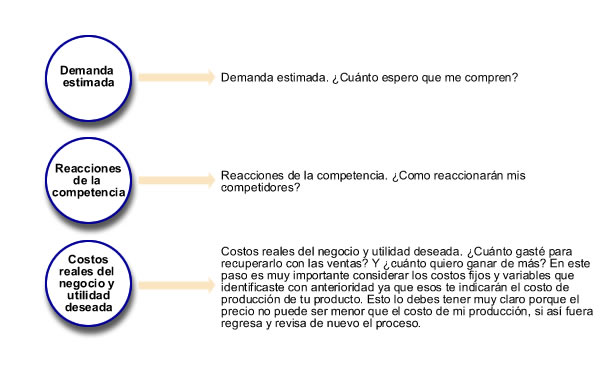 Demanda
estimada
Demanda estimada. ¿Cuánto espero que me compren?
Reacciones
de la
competencia
Reacciones de la competencia. ¿Como reaccionarán mis
competidores?
Costos
reales del
negocio y
utilidad
deseada
Costos reales del negocio y utilidad deseada. ¿Cuánto gasté para
recuperarlo con las ventas? Y ¿cuánto quiero ganar de más? En este
paso es muy importante considerar los costos fijos y variables que
identificaste con anterioridad ya que esos te indicarán el costo de
producción de tu producto. Esto lo debes tener muy claro porque el
precio no puede ser menor que el costo de mi producción, si así fuera
regresa y revisa de nuevo el proceso.